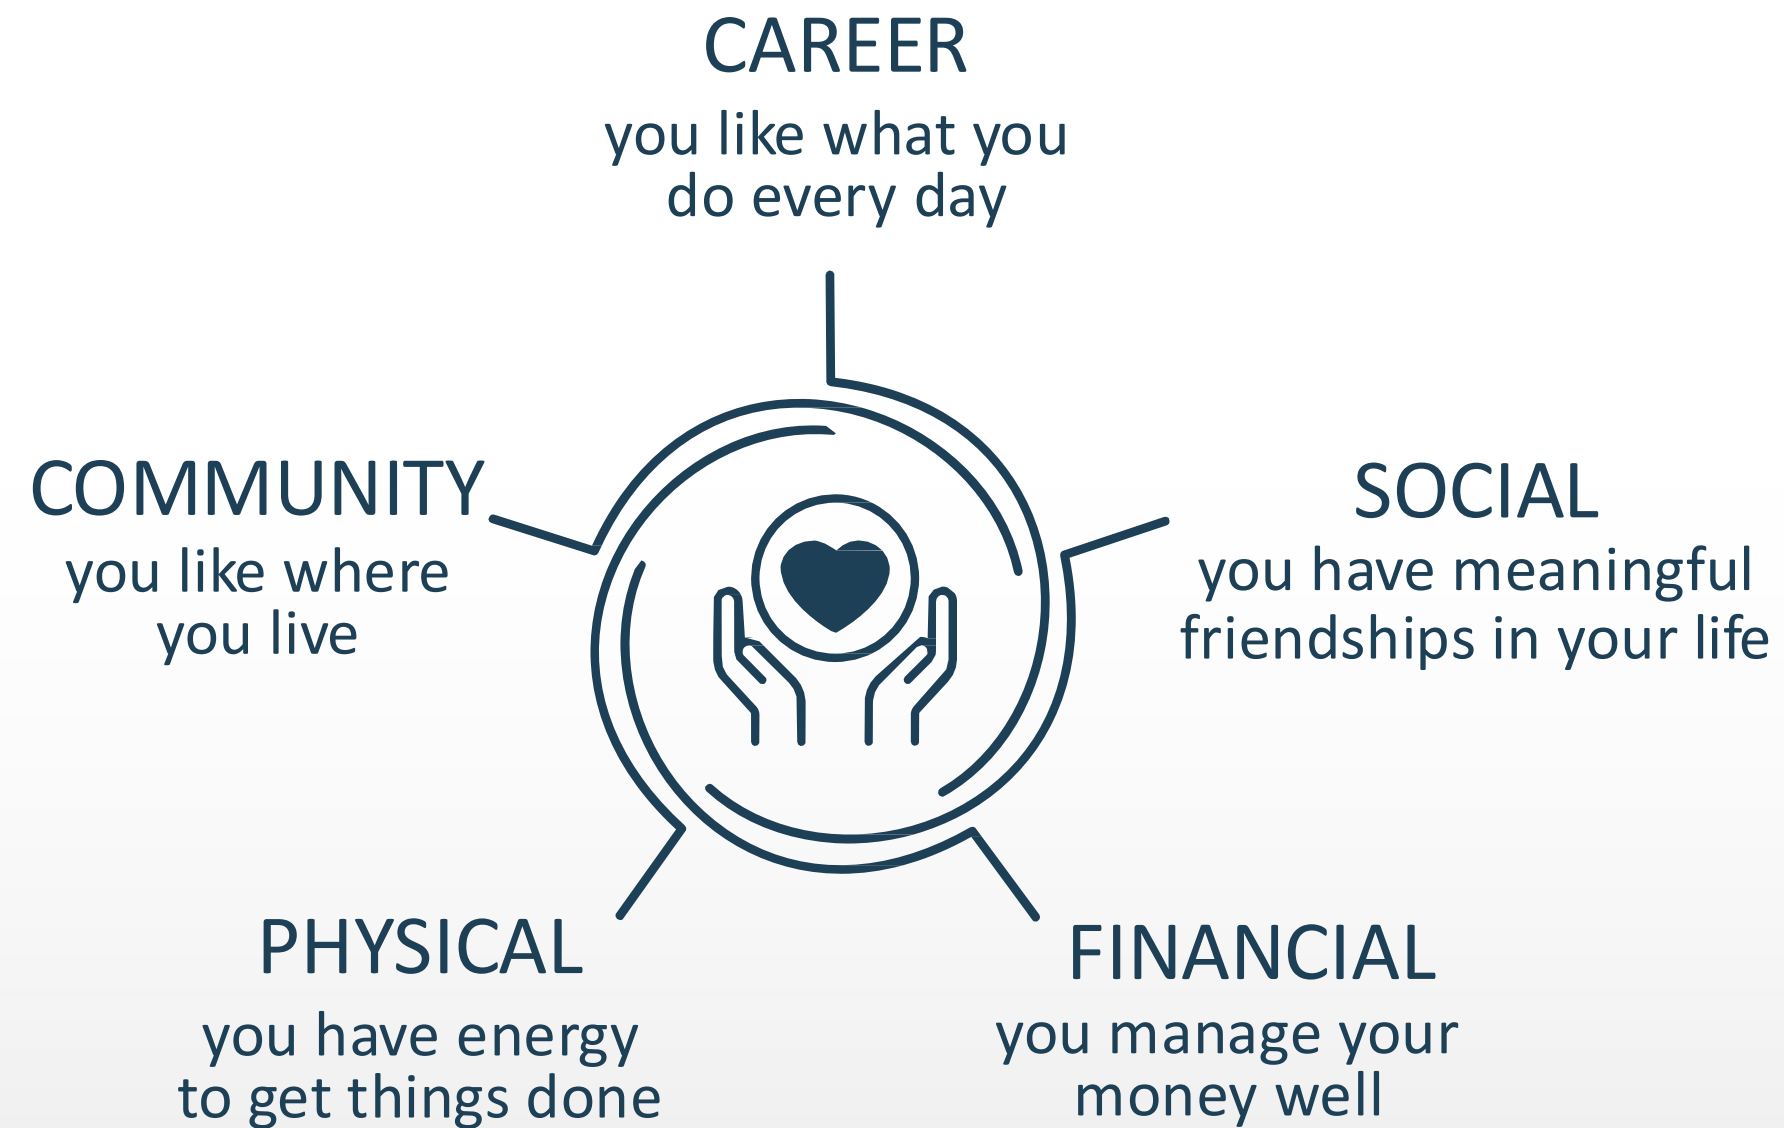 CAREER
you like what you
do every day
COMMUNITY
you like where
you live
SOCIAL
you have meaningful
friendships in your life
PHYSICAL
you have energy
to get things done
FINANCIAL
you manage your
money well